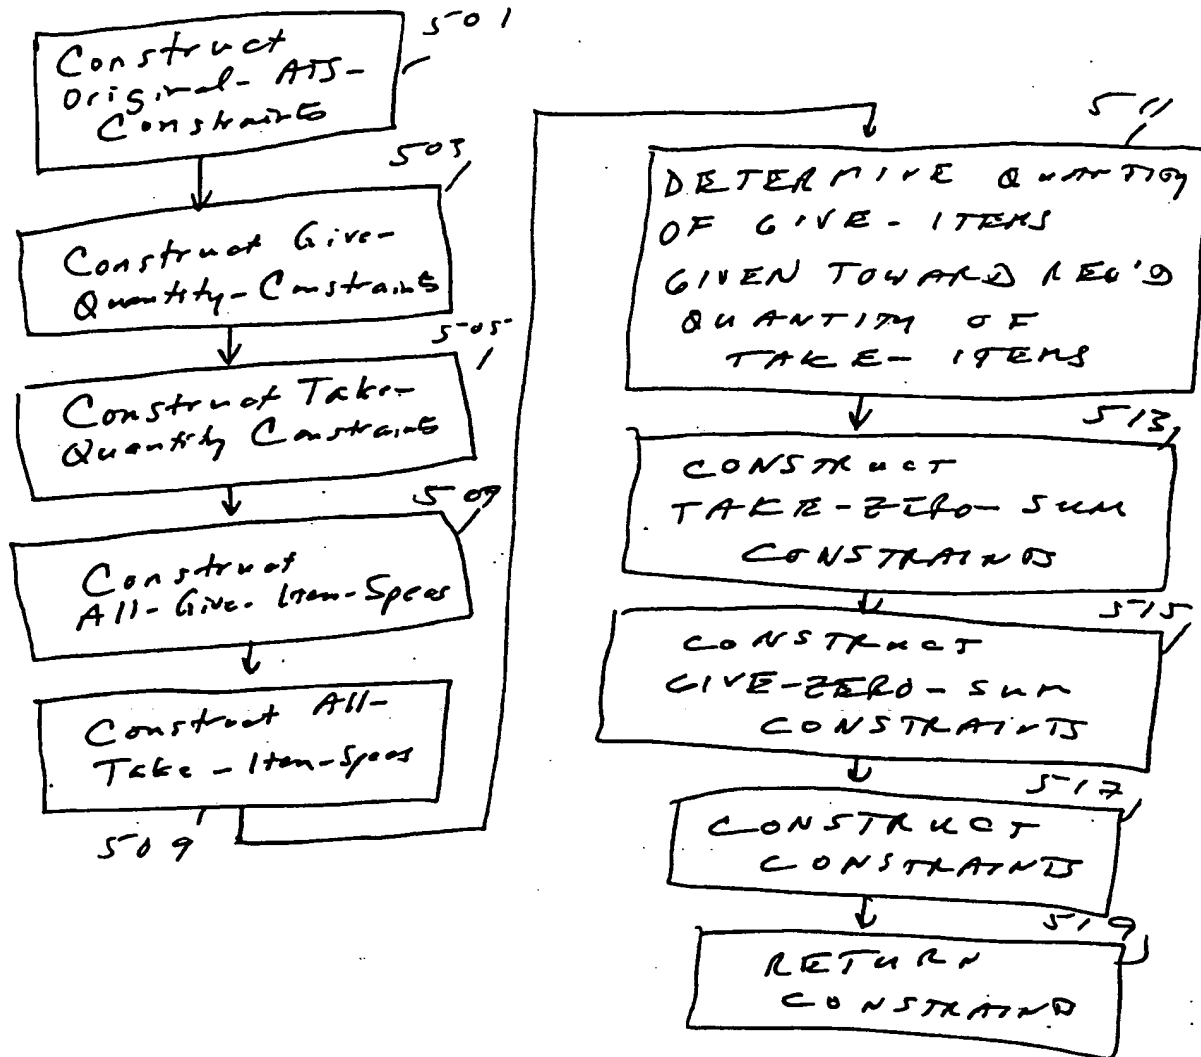 501
Construct
Original-ATS-
Constraints
503
Construct Give-
Quantity-Constraints
505
Construct Take-
Quantity Constraints
507
Construct
All-Give-Item-Specs
Construct All-
Take-Item-Specs
509
511
DETERMINE QUANTITY
OF GIVE-ITEMS
GIVEN TOWARD REQ'D
QUANTITY OF
TAKE-ITEMS
513
CONSTRUCT
TAKE-ZERO-SUM
CONSTRAINTS
515
CONSTRUCT
GIVE-ZERO-SUM
CONSTRAINTS
517
CONSTRUCT
CONSTRAINTS
519
RETURN
CONSTRAINTS